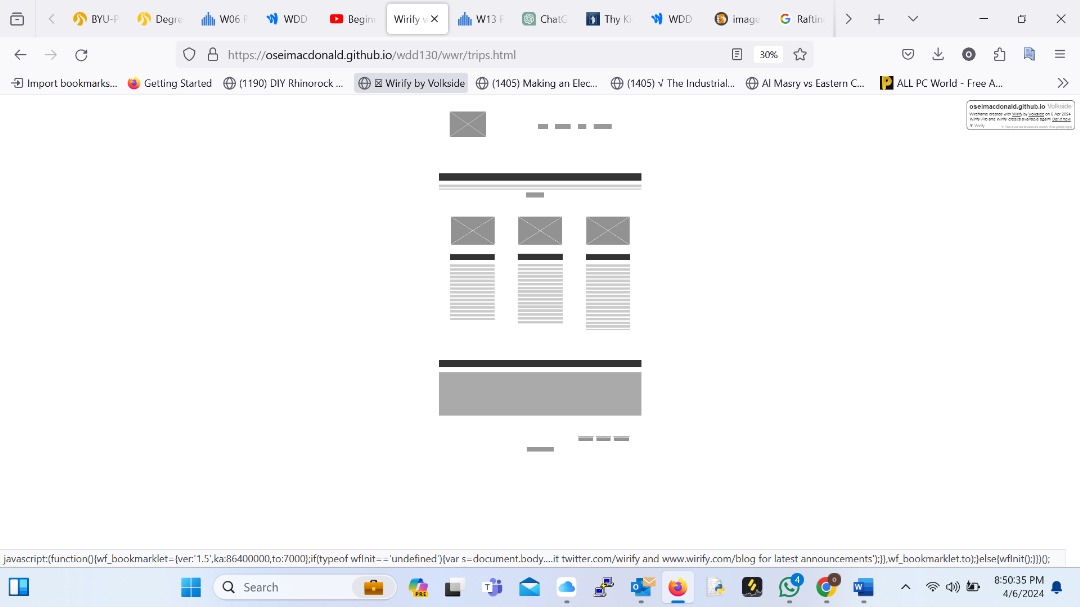 BYU-P
Degre
W06 F
WDD
Begin
Wirify v
W13 F
ChatG
Thy Ki
WDD
image
Raftin
https://oseimacdonald.github.io/wdd130/wwr/trips.html
30%
Import bookmarks...
Getting Started
(1190) DIY Rhinorock ...
Wirify by Volkside
(1405) Making an Elec...
(1405) √ The Industrial...
Al Masry vs Eastern C...
ALL PC World - Free A...
oseimacdonald.github.io Volkside
javascript:(function(){wf_bookmarklet={ver:'1.5',ka:86400000,to:7000};if(typeof wfInit=='undefined'){var s=document.body....it twitter.com/wirify and www.wirify.com/blog for latest announcements');}},wf_bookmarklet.to);}else{wfInit();}})();
Search
PRE
4
0
8:50:35 PM
4/6/2024